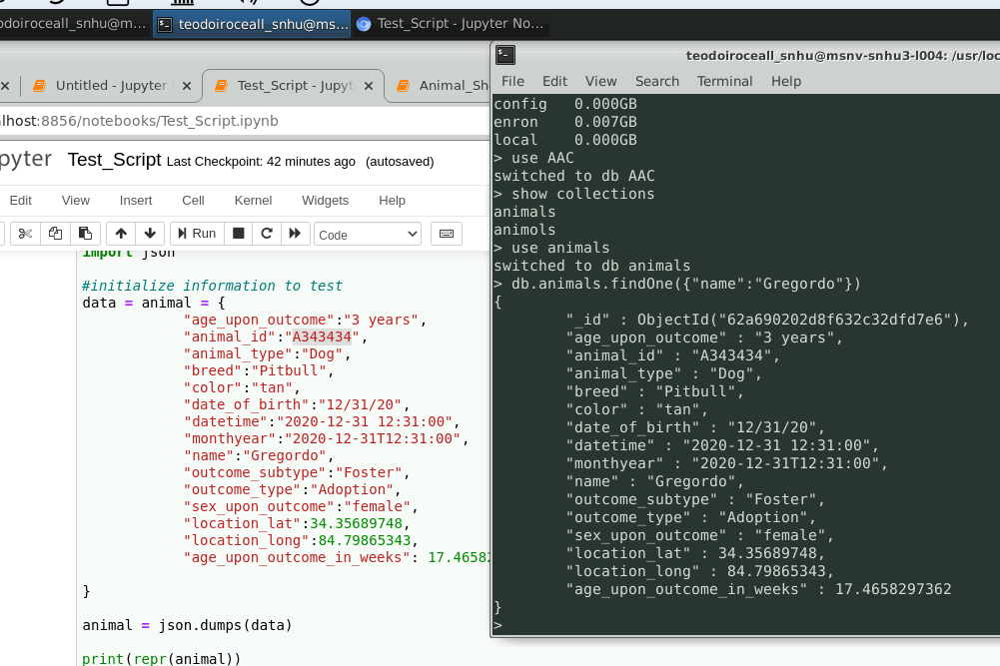 odoiroceall_snhu@m...
teodoiroceall_snhu@ms...
Test_Script - Jupyter No...
Untitled - Jupyter
Test_Script - Jupyt
Animal_Sh
lhost:8856/notebooks/Test_Script.ipynb
pyter Test_Script Last Checkpoint: 42 minutes ago (autosaved)
Edit View Insert Cell Kernel Widgets Help
Run Code
import json
#initialize information to test
data = animal = {
"age_upon_outcome":"3 years",
"animal_id":"A343434",
"animal_type":"Dog",
"breed":"Pitbull",
"color":"tan",
"date_of_birth":"12/31/20",
"datetime":"2020-12-31 12:31:00",
"monthyear":"2020-12-31T12:31:00",
"name":"Gregordo",
"outcome_subtype":"Foster",
"outcome_type":"Adoption",
"sex_upon_outcome":"female",
"location_lat":34.35689748,
"location_long":84.79865343,
"age_upon_outcome_in_weeks": 17.4658
}
animal = json.dumps(data)
print(repr(animal))
teodoiroceall_snhu@msnv-snhu3-l004: /usr/loc
File Edit View Search Terminal Help
config 0.000GB
enron 0.007GB
local 0.000GB
> use AAC
switched to db AAC
> show collections
animals
animols
> use animals
switched to db animals
> db.animals.findOne({"name":"Gregordo"})
{
"_id" : ObjectId("62a690202d8f632c32dfd7e6"),
"age_upon_outcome" : "3 years",
"animal_id" : "A343434",
"animal_type" : "Dog",
"breed" : "Pitbull",
"color" : "tan",
"date_of_birth" : "12/31/20",
"datetime" : "2020-12-31 12:31:00",
"monthyear" : "2020-12-31T12:31:00",
"name" : "Gregordo",
"outcome_subtype" : "Foster",
"outcome_type" : "Adoption",
"sex_upon_outcome" : "female",
"location_lat" : 34.35689748,
"location_long" : 84.79865343,
"age_upon_outcome_in_weeks" : 17.4658297362
}
>